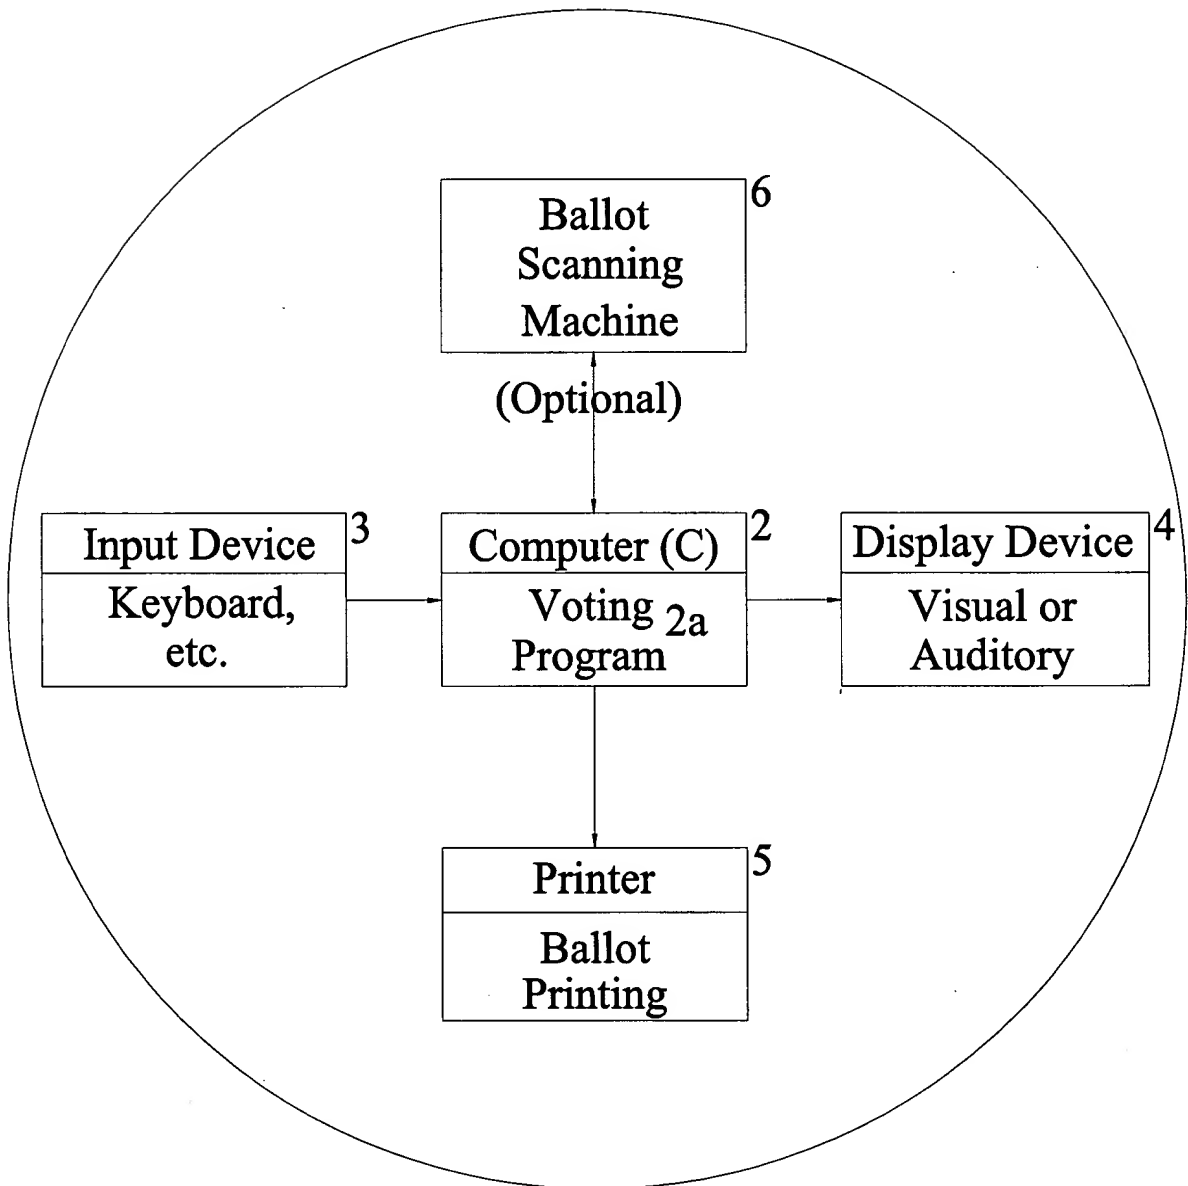 6
Ballot
Scanning
Machine
(Optional)
3
Input Device
Keyboard,
etc.
2
Computer (C)
Voting 2a
Program
4
Display Device
Visual or
Auditory
5
Printer
Ballot
Printing